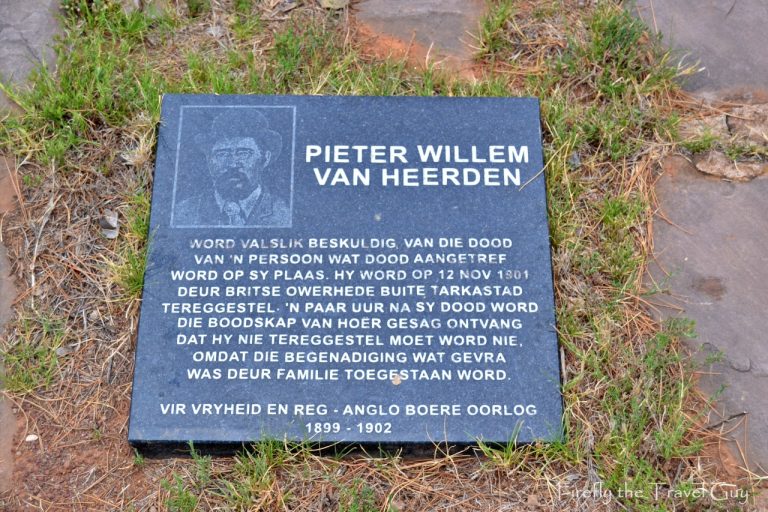 PIETER WILLEM
VAN HEERDEN
WORD VALSLIK BESKULDIG, VAN DIE DOOD
VAN 'N PERSOON WAT DOOD AANGETREF
WORD OP SY PLAAS. HY WORD OP 12 NOV 1901
DEUR BRITSE OWERHEDE BUITE TARKASTAD
TEREGGESTEL. 'N PAAR UUR NA SY DOOD WORD
DIE BOODSKAP VAN HOËR GESAG ONTVANG
DAT HY NIE TEREGGESTEL MOET WORD NIE,
OMDAT DIE BEGENADIGING WAT GEVRA
WAS DEUR FAMILIE TOEGESTAAN WORD.
VIR VRYHEID EN REG - ANGLO BOERE OORLOG
1899 - 1902
Firefly the Travel Guy